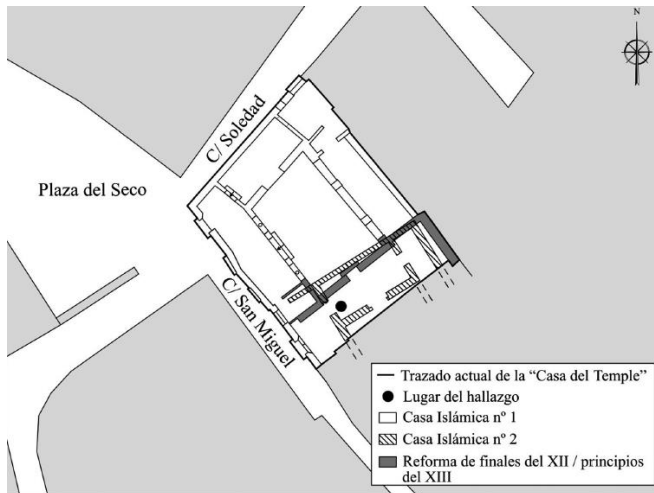 N
C/ Soledad
Plaza del Seco
C/ San Miguel
Trazado actual de la “Casa del Temple”
Lugar del hallazgo
Casa Islámica nº 1
Casa Islámica nº 2
Reforma de finales del XII / principios
del XIII